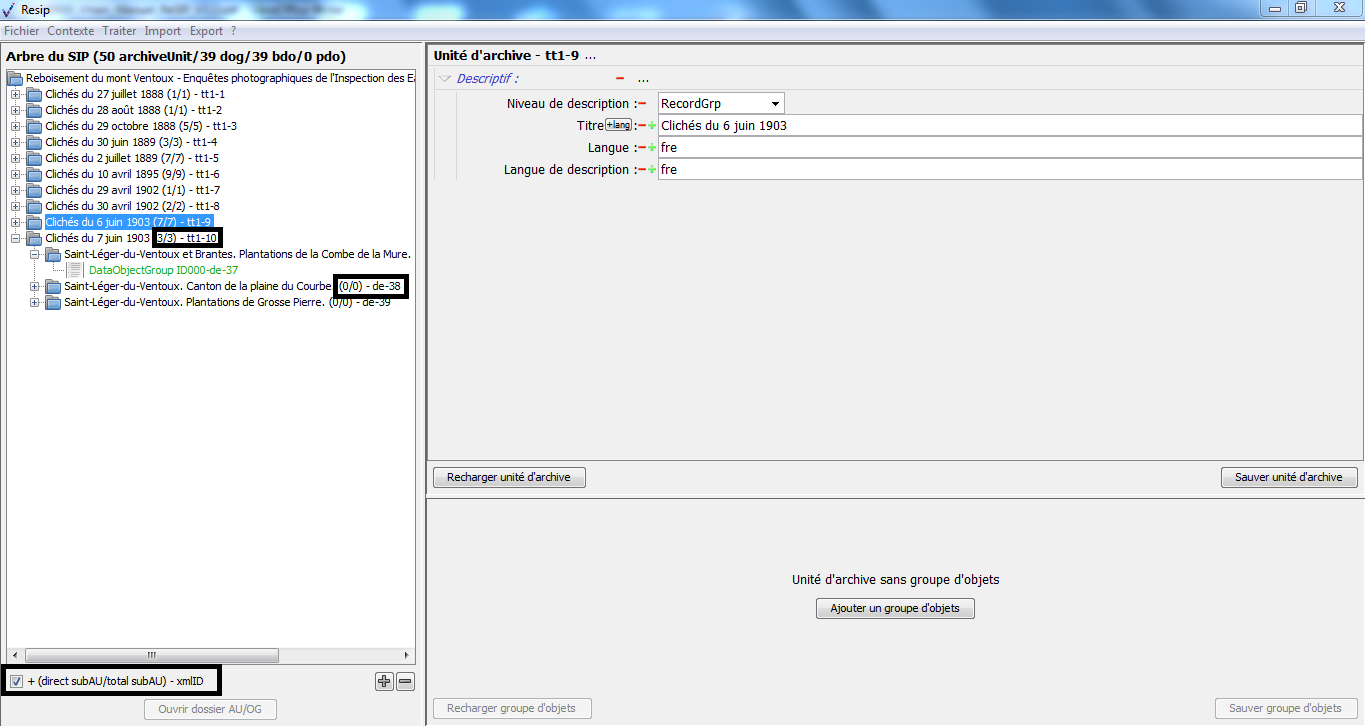 Resip
Fichier Contexte Traiter Import Export ?
Arbre du SIP (50 archiveUnit/39 dog/39 bdo/0 pdo)
Reboisement du mont Ventoux - Enquêtes photographiques de l'Inspection des Ea
Clichés du 27 juillet 1888 (1/1) - tt1-1
Clichés du 28 août 1888 (1/1) - tt1-2
Clichés du 29 octobre 1888 (5/5) - tt1-3
Clichés du 30 juin 1889 (3/3) - tt1-4
Clichés du 2 juillet 1889 (7/7) - tt1-5
Clichés du 10 avril 1895 (9/9) - tt1-6
Clichés du 29 avril 1902 (1/1) - tt1-7
Clichés du 30 avril 1902 (2/2) - tt1-8
Clichés du 6 juin 1903 (7/7) - tt1-9
Clichés du 7 juin 1903 3/3) - tt1-10
Saint-Léger-du-Ventoux et Brantes. Plantations de la Combe de la Mure.
DataObjectGroup ID000-de-37
Saint-Léger-du-Ventoux. Canton de la plaine du Courbe (0/0) - de-38
Saint-Léger-du-Ventoux. Plantations de Grosse Pierre. (0/0) - de-39
+ (direct subAU/total subAU) - xmlID
Ouvrir dossier AU/OG
Unité d'archive - tt1-9 ...
Descriptif : ...
Niveau de description : RecordGrp
Titre +lang : Clichés du 6 juin 1903
Langue : fre
Langue de description : fre
Recharger unité d'archive Sauver unité d'archive
Unité d'archive sans groupe d'objets
Ajouter un groupe d'objets
Recharger groupe d'objets Sauver groupe d'objets